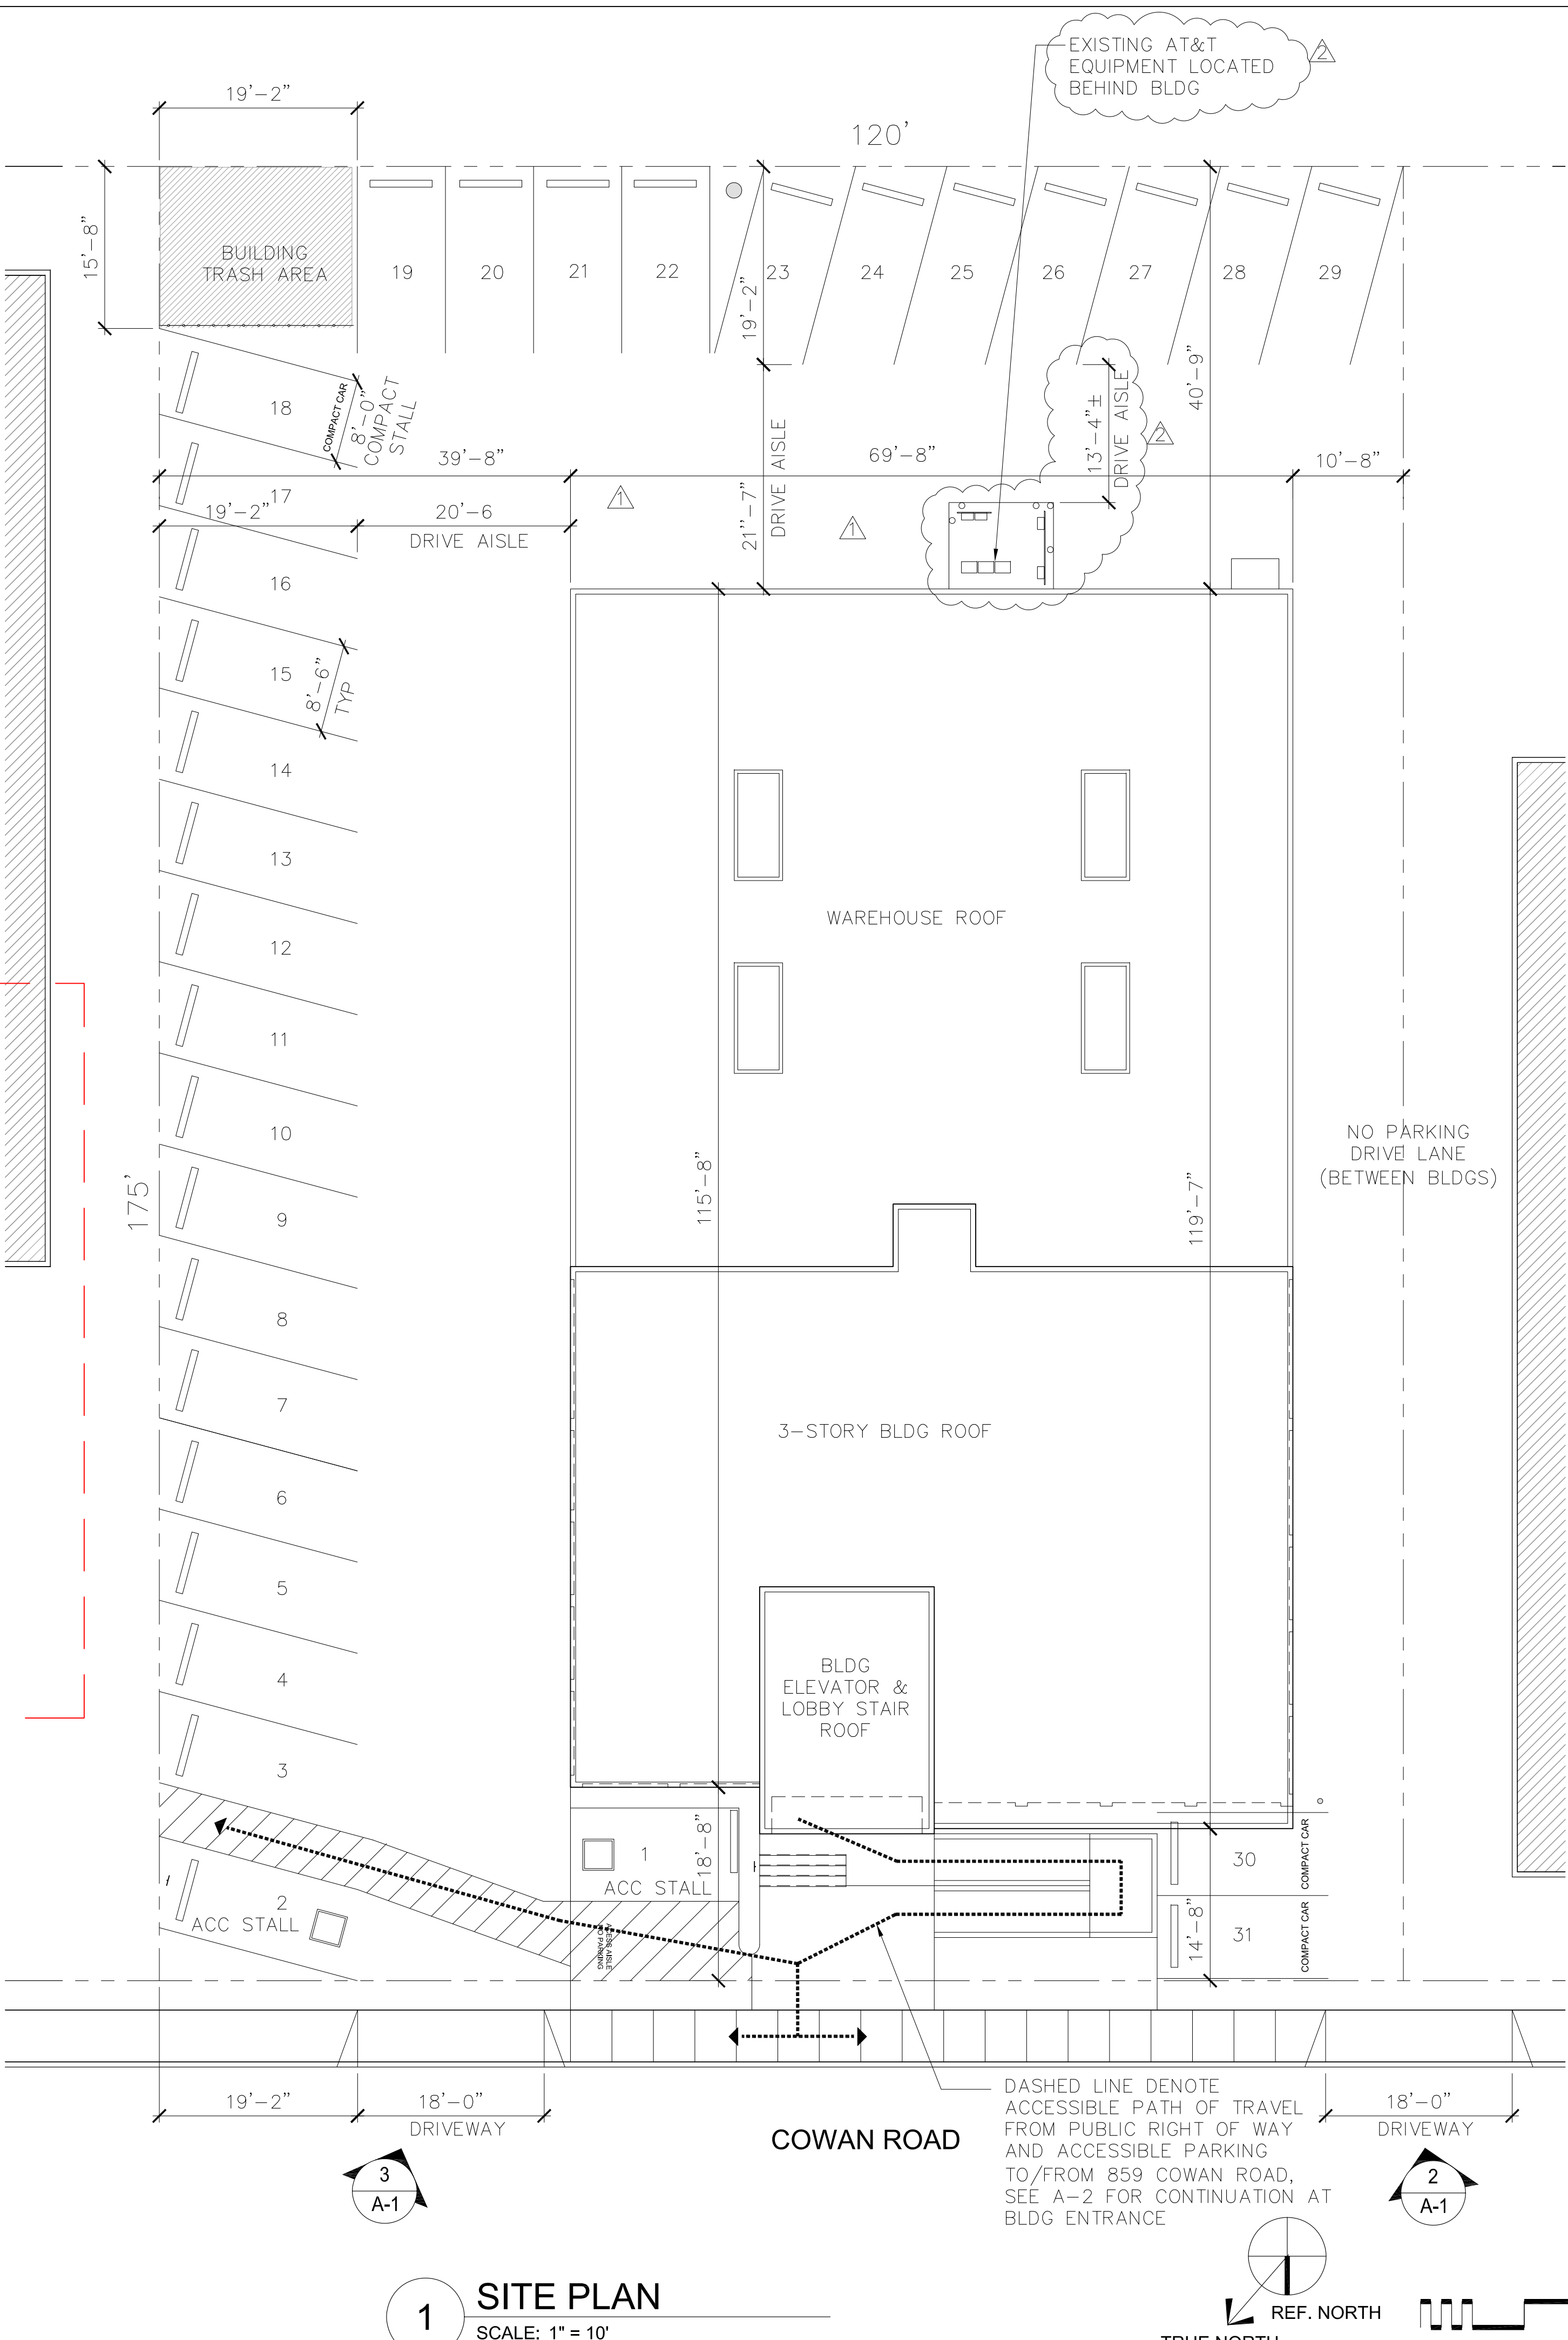 EXISTING AT&T
EQUIPMENT LOCATED
BEHIND BLDG
2
19'-2"
120'
15'-8"
BUILDING
TRASH AREA
19
20
21
22
23
24
25
26
27
28
29
19'-2"
40'-9"
13'-4"±
DRIVE AISLE
2
18
COMPACT CAR
8'-0"
COMPACT
STALL
39'-8"
69'-8"
10'-8"
17
19'-2"
20'-6
DRIVE AISLE
1
21"-7"
DRIVE AISLE
1
16
15
8'-6"
TYP
14
13
12
11
10
9
8
7
6
5
4
3
175'
WAREHOUSE ROOF
115'-8"
119'-7"
NO PARKING
DRIVE LANE
(BETWEEN BLDGS)
3-STORY BLDG ROOF
BLDG
ELEVATOR &
LOBBY STAIR
ROOF
1
ACC STALL
18'-8"
2
ACC STALL
NO PARKING
30
COMPACT CAR
31
COMPACT CAR
14'-8"
19'-2"
18'-0"
DRIVEWAY
COWAN ROAD
DASHED LINE DENOTE
ACCESSIBLE PATH OF TRAVEL
FROM PUBLIC RIGHT OF WAY
AND ACCESSIBLE PARKING
TO/FROM 859 COWAN ROAD,
SEE A-2 FOR CONTINUATION AT
BLDG ENTRANCE
18'-0"
DRIVEWAY
3
A-1
2
A-1
1
SITE PLAN
SCALE: 1" = 10'
REF. NORTH
TRUE NORTH